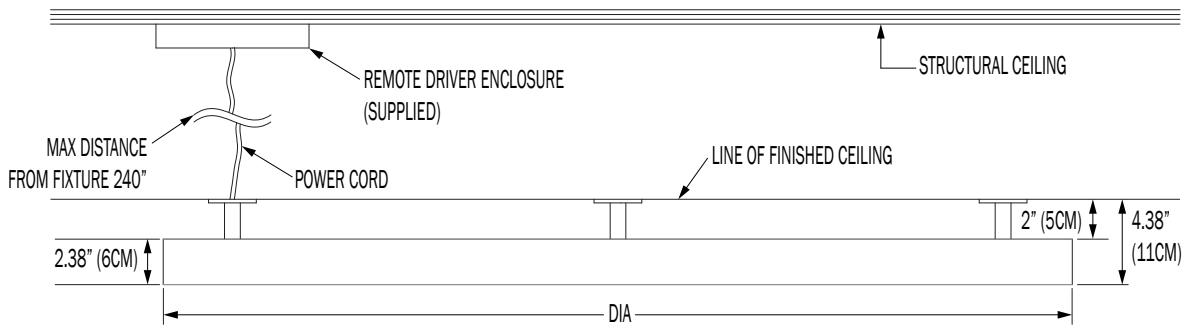 STRUCTURAL CEILING
REMOTE DRIVER ENCLOSURE
(SUPPLIED)
MAX DISTANCE
FROM FIXTURE 240”
POWER CORD
LINE OF FINISHED CEILING
2” (5CM)
4.38”
(11CM)
2.38” (6CM)
DIA